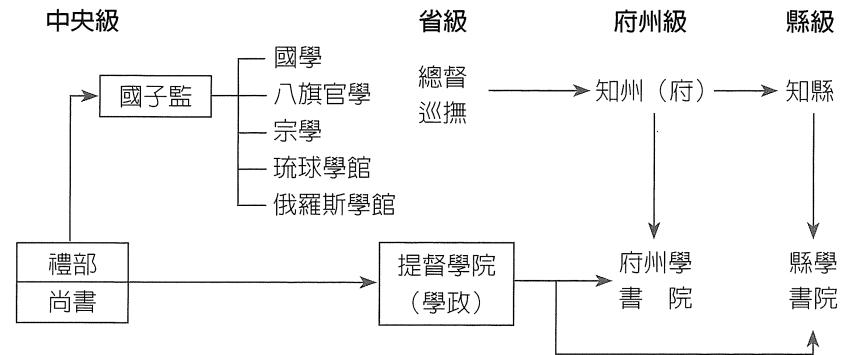 中央級
省級
府州級
縣級
國學
國子監
八旗官學
宗學
琉球學館
俄羅斯學館
總督
巡撫
知州（府）
知縣
禮部
尚書
提督學院
（學政）
府州學
書　院
縣學
書院